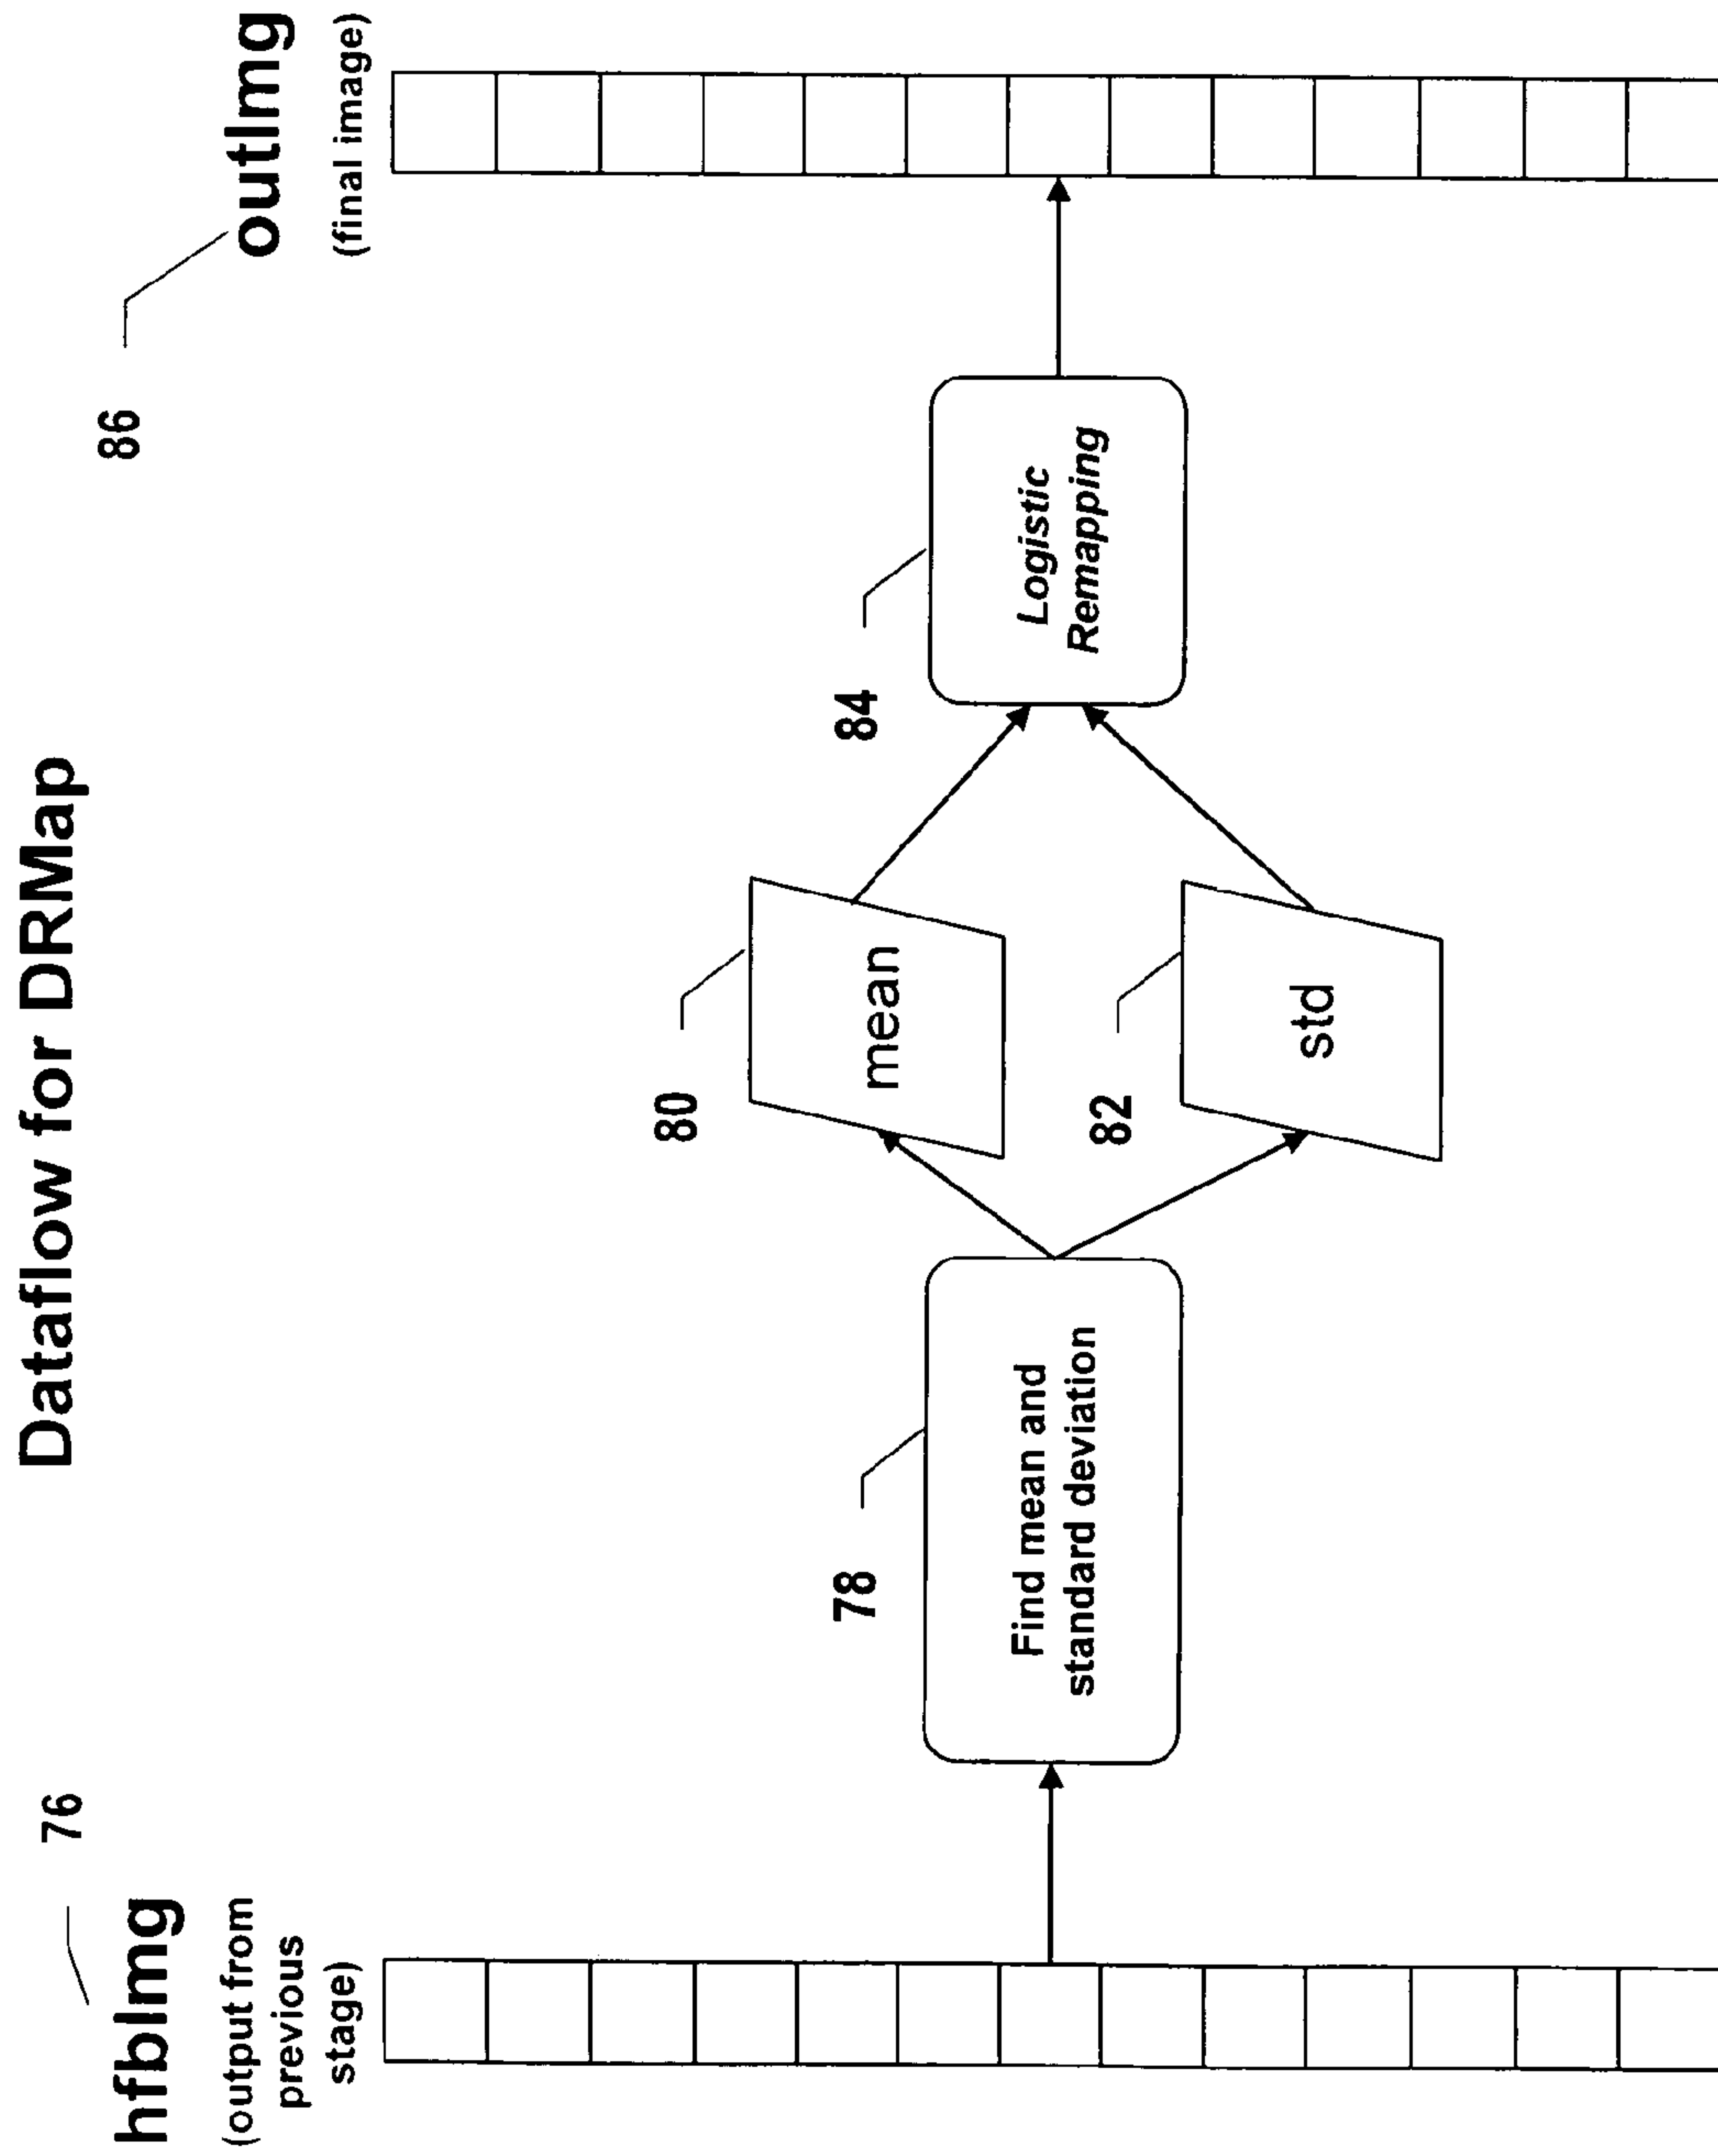 Dataflow for DRMap
hfbImg
76
(output from
previous
stage)
78
Find mean and
standard deviation
80
mean
82
std
84
Logistic
Remapping
86
outImg
(final image)